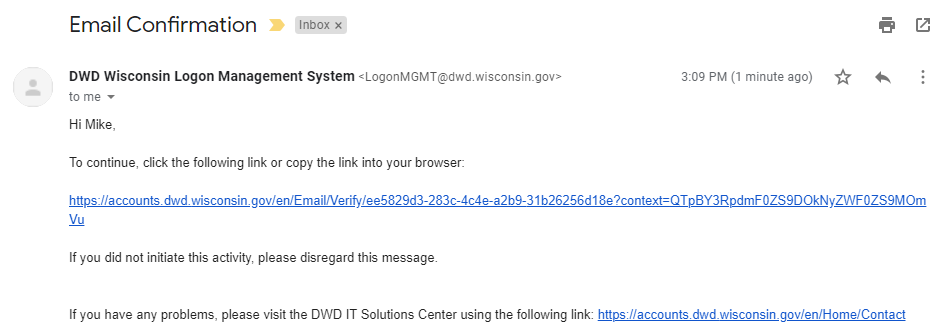 Email Confirmation Inbox x
DWD Wisconsin Logon Management System <LogonMGMT@dwd.wisconsin.gov> 3:09 PM (1 minute ago)
to me
Hi Mike,
To continue, click the following link or copy the link into your browser:
https://accounts.dwd.wisconsin.gov/en/Email/Verify/ee5829d3-283c-4c4e-a2b9-31b26256d18e?context=QTpBY3RpdmF0ZS9DOkNyZWF0ZS9MOm
Vu
If you did not initiate this activity, please disregard this message.
If you have any problems, please visit the DWD IT Solutions Center using the following link: https://accounts.dwd.wisconsin.gov/en/Home/Contact